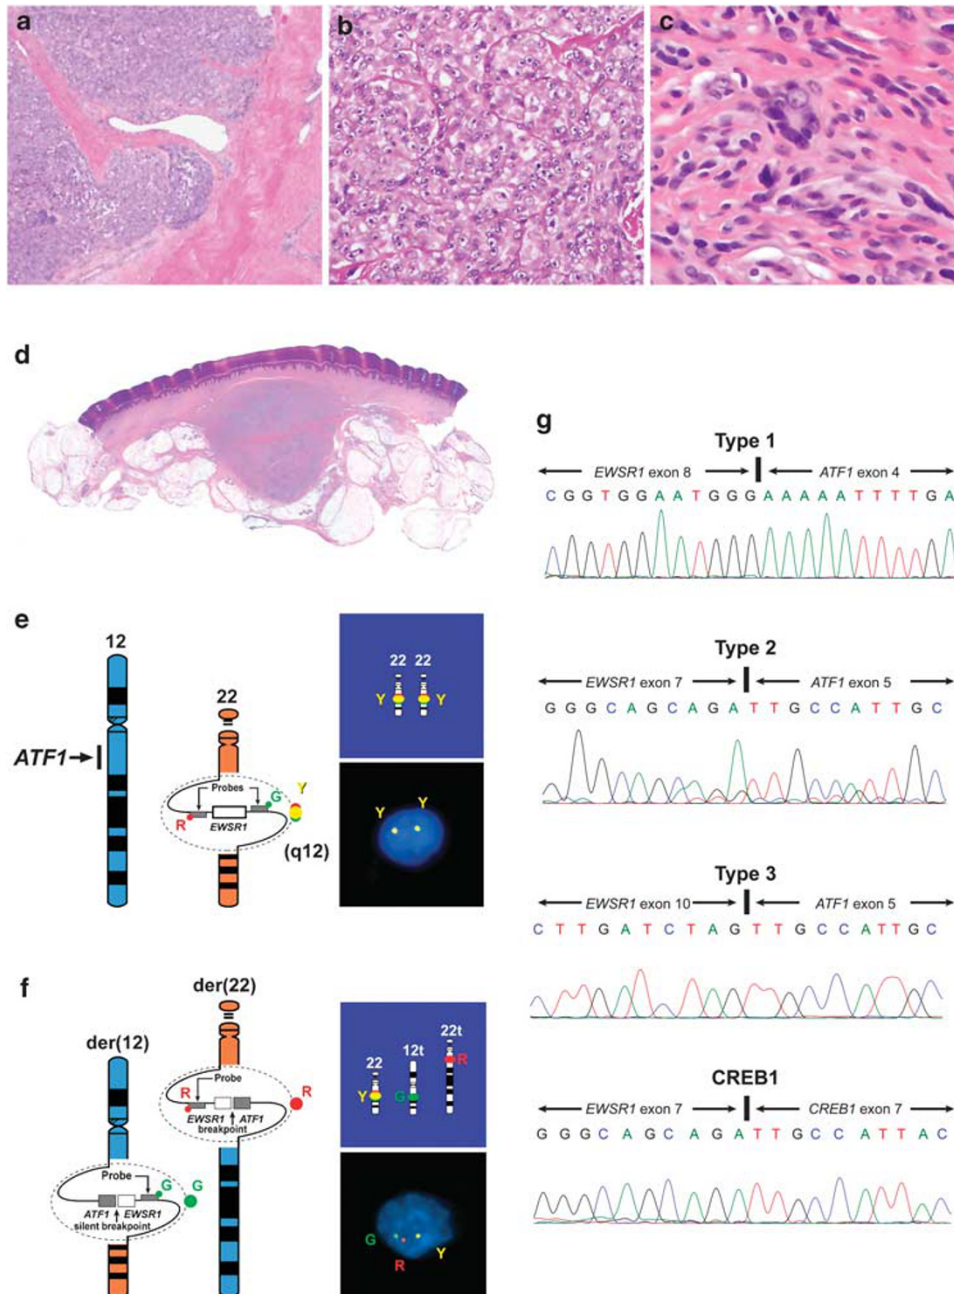 a
b
c
d
e
12
ATF1
22
Probes
G
Y
R
EWSR1
(q12)
22 22
Y Y
Y Y
f
der(12)
der(22)
R
Probe
R
EWSR1 ATF1
breakpoint
Probe
G
G
ATF1 EWSR1
silent breakpoint
22 12t 22t
Y G R
G R Y
g
Type 1
EWSR1 exon 8 ATF1 exon 4
C G G T G G A A T G G G A A A A A T T T T G A
Type 2
EWSR1 exon 7 ATF1 exon 5
G G G C A G C A G A T T G C C A T T G C
Type 3
EWSR1 exon 10 ATF1 exon 5
C T T G A T C T A G T T G C C A T T G C
CREB1
EWSR1 exon 7 CREB1 exon 7
G G G C A G C A G A T T G C C A T T A C